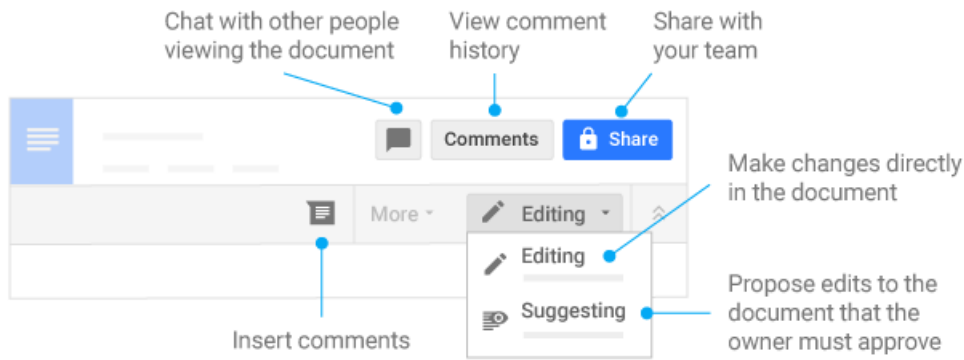 Chat with other people
viewing the document
View comment
history
Share with
your team
Comments
Share
More
Editing
Make changes directly
in the document
Editing
Suggesting
Propose edits to the
document that the
owner must approve
Insert comments